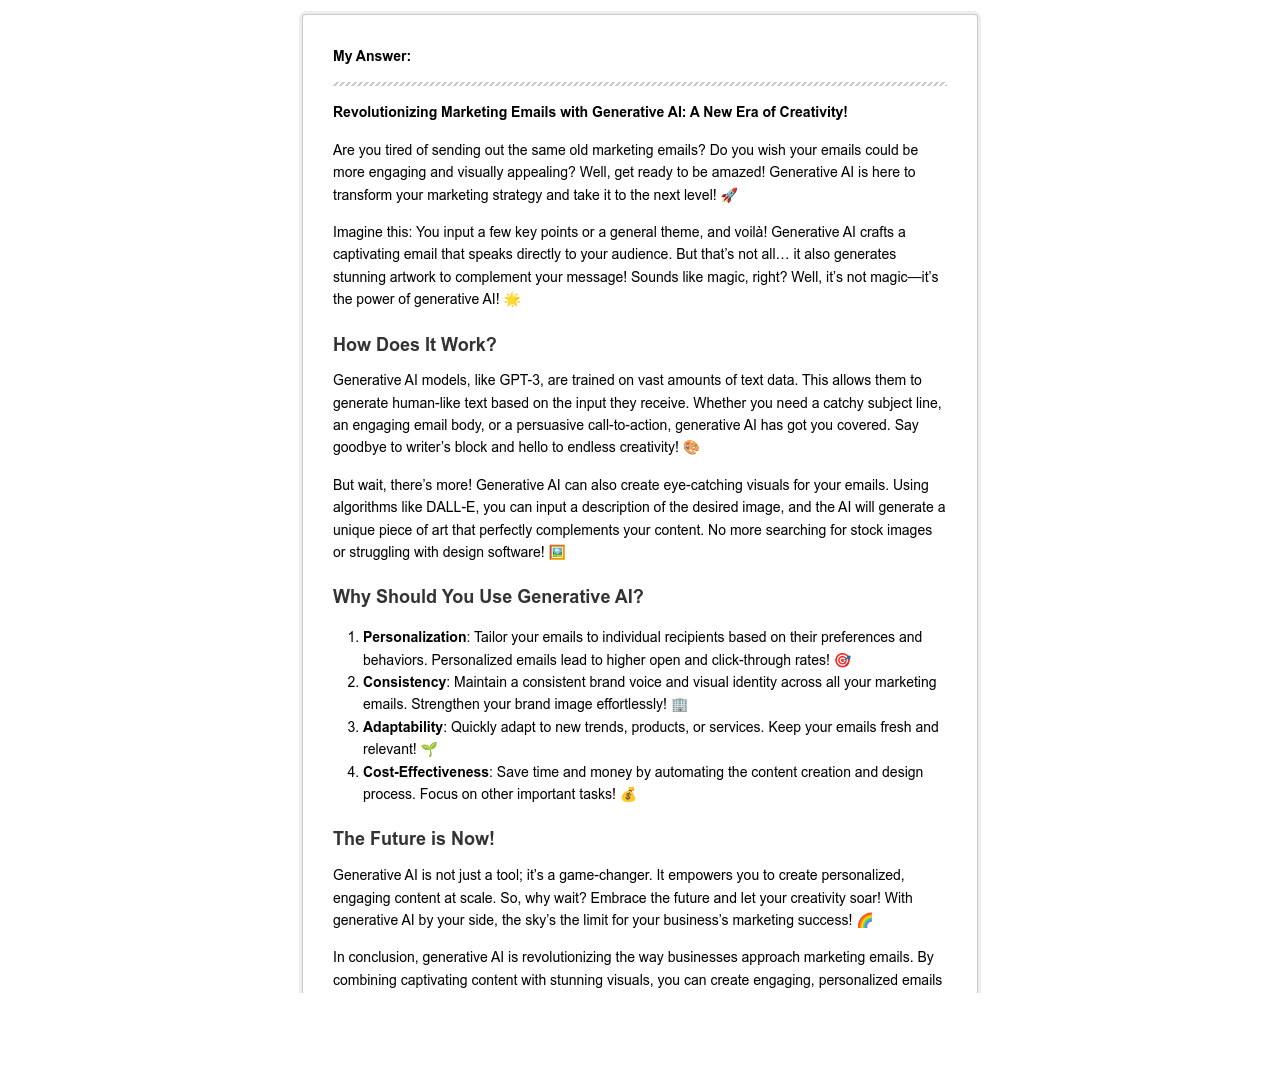 My Answer:
Revolutionizing Marketing Emails with Generative AI: A New Era of Creativity!
Are you tired of sending out the same old marketing emails? Do you wish your emails could be
more engaging and visually appealing? Well, get ready to be amazed! Generative AI is here to
transform your marketing strategy and take it to the next level! 🚀
Imagine this: You input a few key points or a general theme, and voilà! Generative AI crafts a
captivating email that speaks directly to your audience. But that’s not all… it also generates
stunning artwork to complement your message! Sounds like magic, right? Well, it’s not magic—it’s
the power of generative AI! 🌟
How Does It Work?
Generative AI models, like GPT-3, are trained on vast amounts of text data. This allows them to
generate human-like text based on the input they receive. Whether you need a catchy subject line,
an engaging email body, or a persuasive call-to-action, generative AI has got you covered. Say
goodbye to writer’s block and hello to endless creativity! 🎨
But wait, there’s more! Generative AI can also create eye-catching visuals for your emails. Using
algorithms like DALL-E, you can input a description of the desired image, and the AI will generate a
unique piece of art that perfectly complements your content. No more searching for stock images
or struggling with design software! 🖼️
Why Should You Use Generative AI?
1. Personalization: Tailor your emails to individual recipients based on their preferences and
behaviors. Personalized emails lead to higher open and click-through rates! 🎯
2. Consistency: Maintain a consistent brand voice and visual identity across all your marketing
emails. Strengthen your brand image effortlessly! 🏢
3. Adaptability: Quickly adapt to new trends, products, or services. Keep your emails fresh and
relevant! 🌱
4. Cost-Effectiveness: Save time and money by automating the content creation and design
process. Focus on other important tasks! 💰
The Future is Now!
Generative AI is not just a tool; it’s a game-changer. It empowers you to create personalized,
engaging content at scale. So, why wait? Embrace the future and let your creativity soar! With
generative AI by your side, the sky’s the limit for your business’s marketing success! 🌈
In conclusion, generative AI is revolutionizing the way businesses approach marketing emails. By
combining captivating content with stunning visuals, you can create engaging, personalized emails